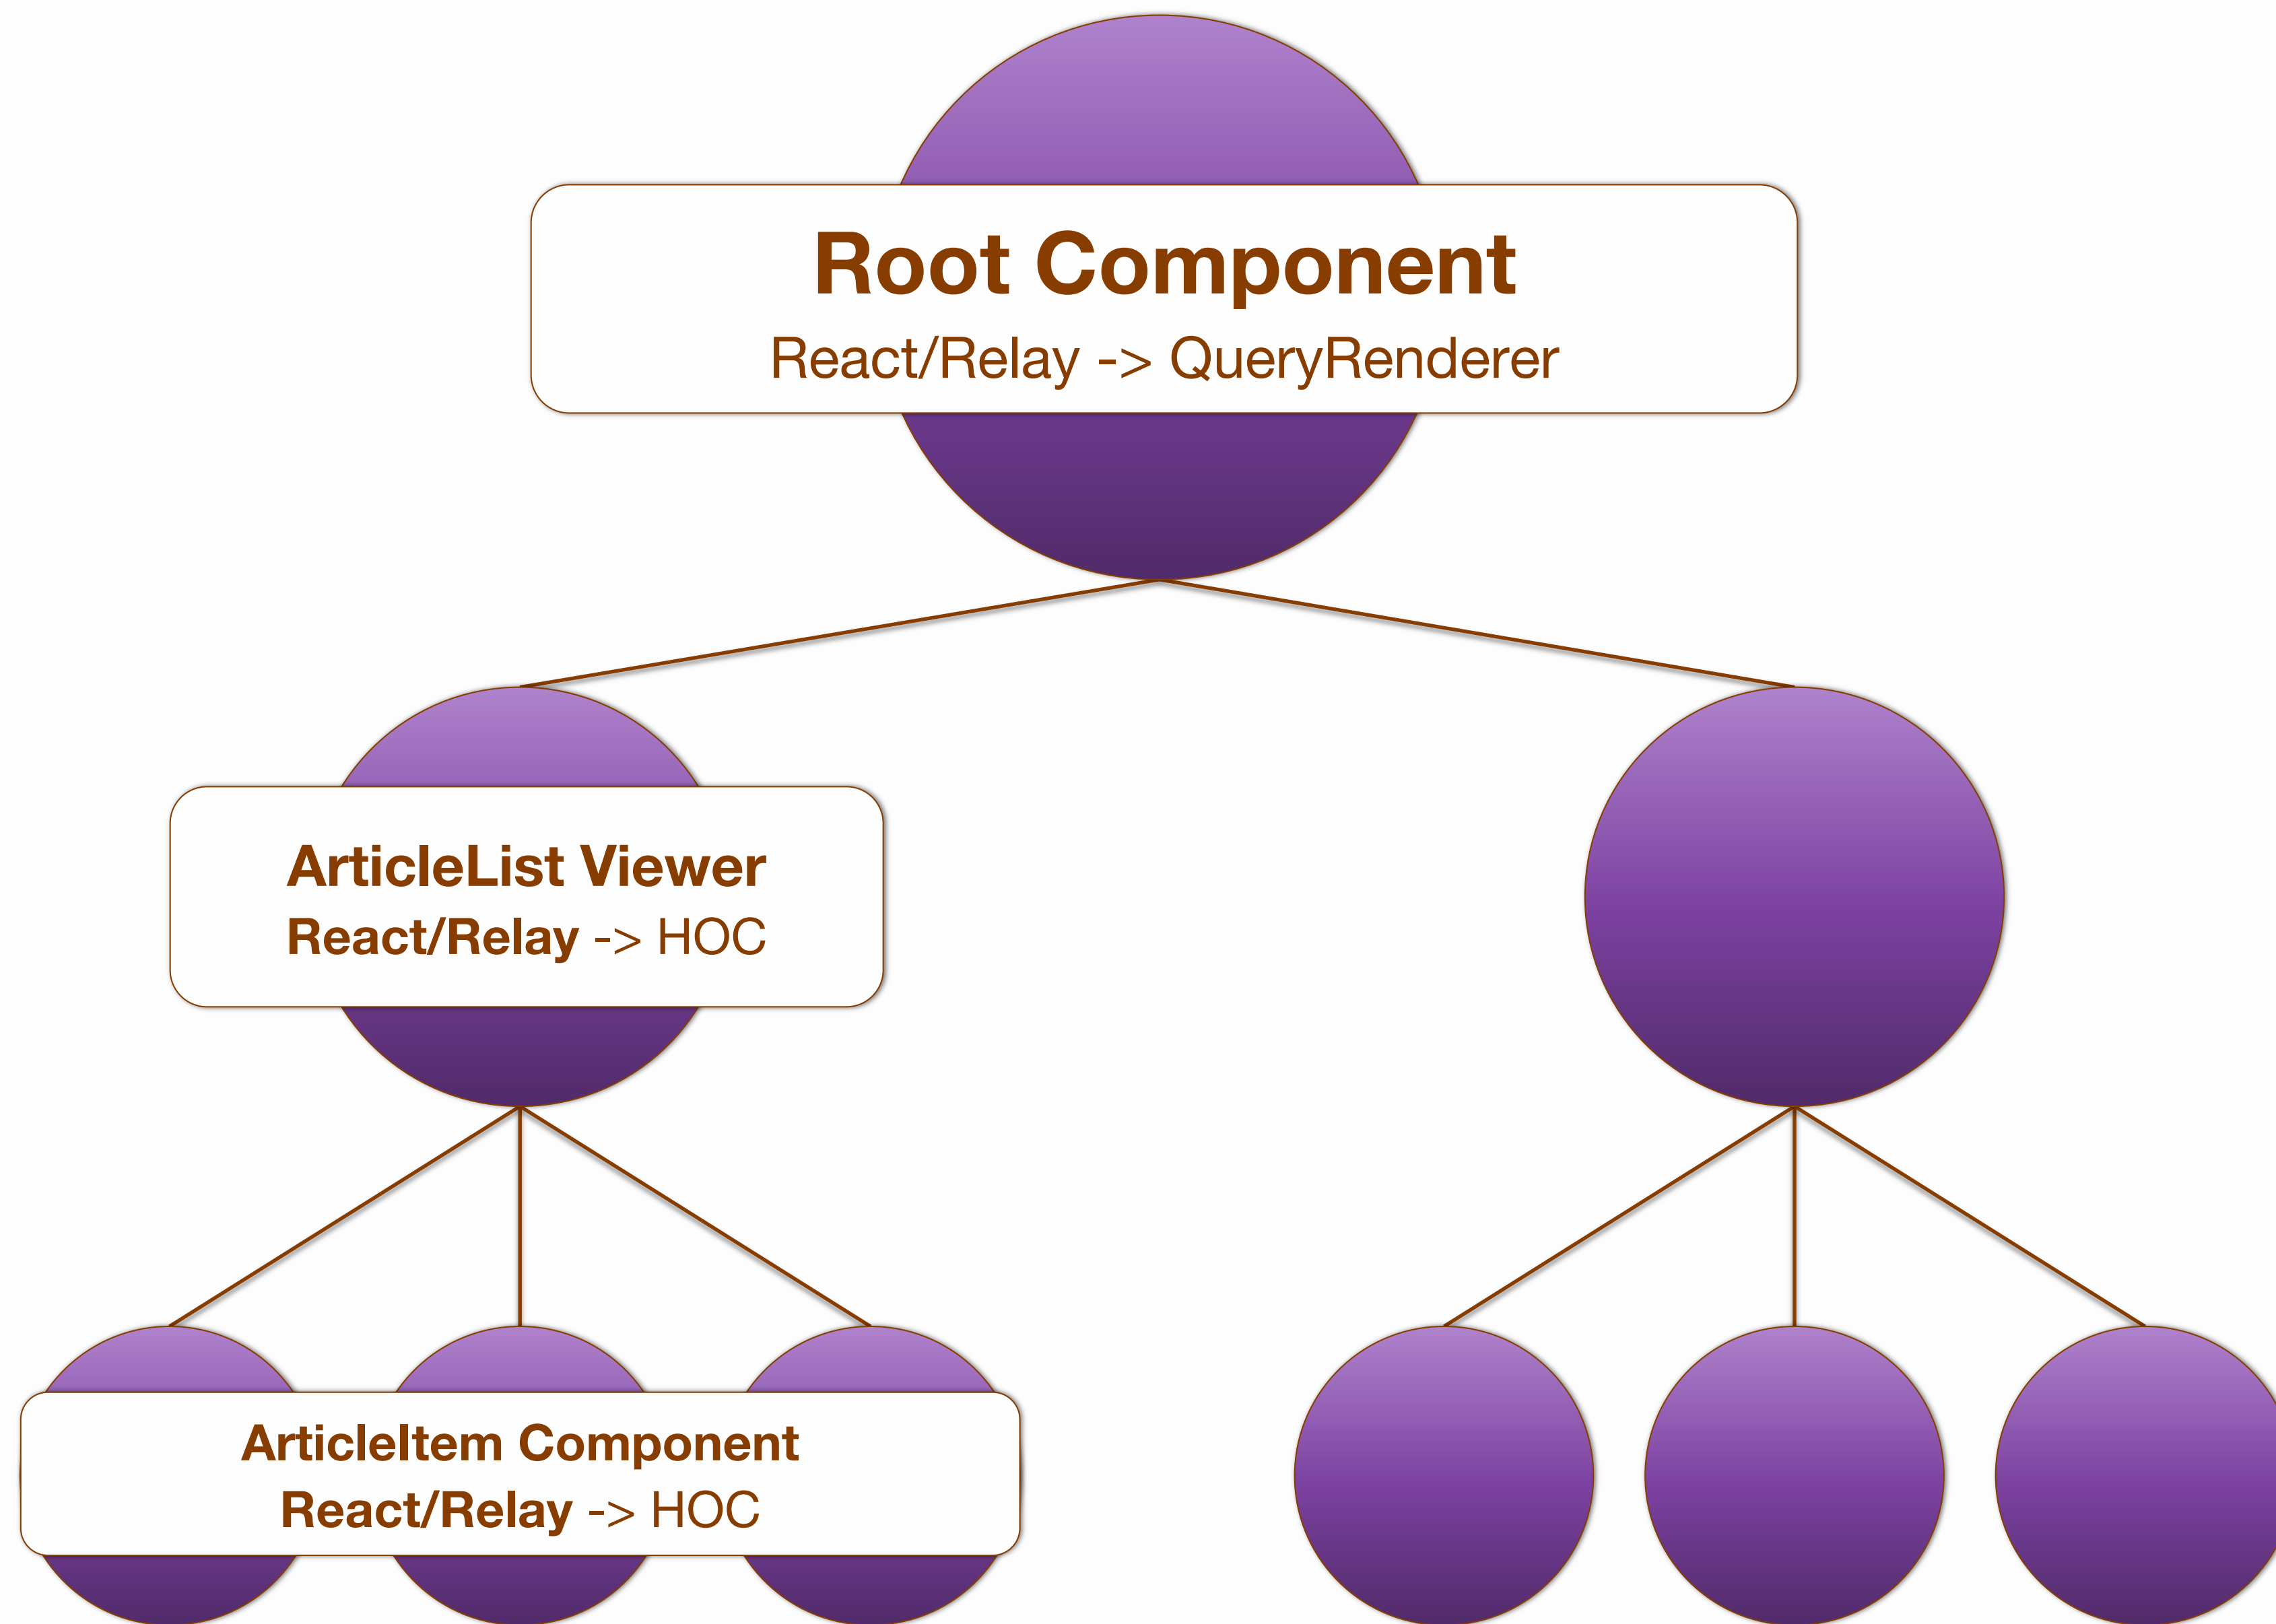 Root Component
React/Relay -> QueryRenderer
ArticleList Viewer
React/Relay -> HOC
ArticleItem Component
React/Relay -> HOC